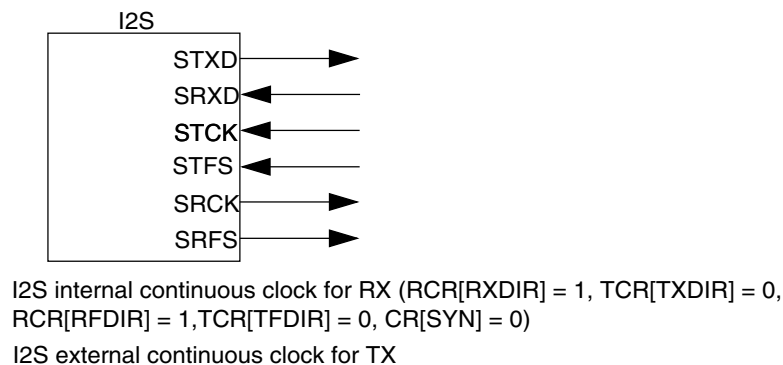 I2S
STXD
SRXD
STCK
STFS
SRCK
SRFS
I2S internal continuous clock for RX (RCR[RXDIR] = 1, TCR[TXDIR] = 0,
RCR[RFDIR] = 1,TCR[TFDIR] = 0, CR[SYN] = 0)
I2S external continuous clock for TX